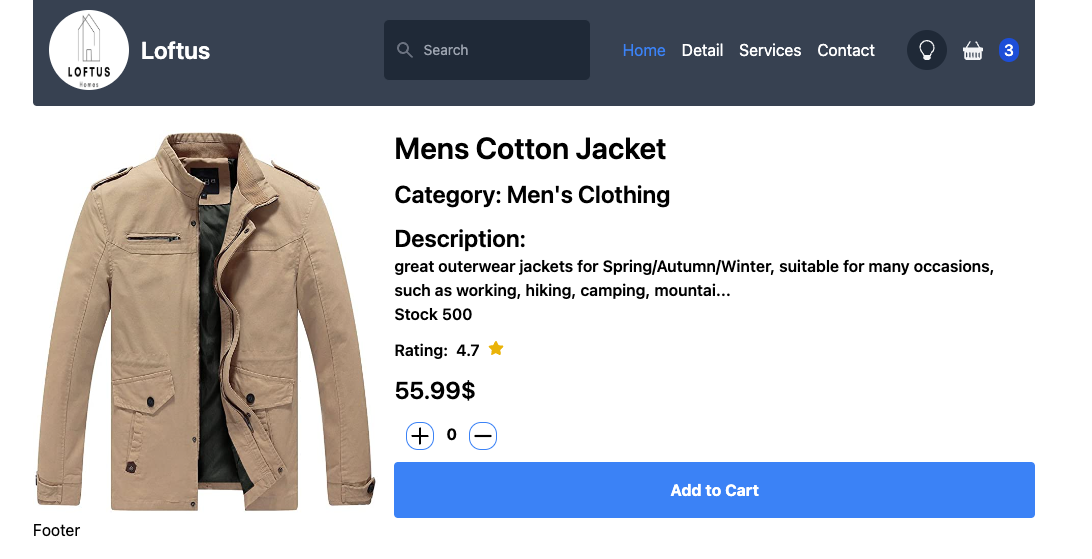 LOFTUS
Homes
Loftus
Search
Home Detail Services Contact
3
Mens Cotton Jacket
Category: Men's Clothing
Description:
great outerwear jackets for Spring/Autumn/Winter, suitable for many occasions,
such as working, hiking, camping, mountai...
Stock 500
Rating: 4.7
55.99$
0
Add to Cart
Footer